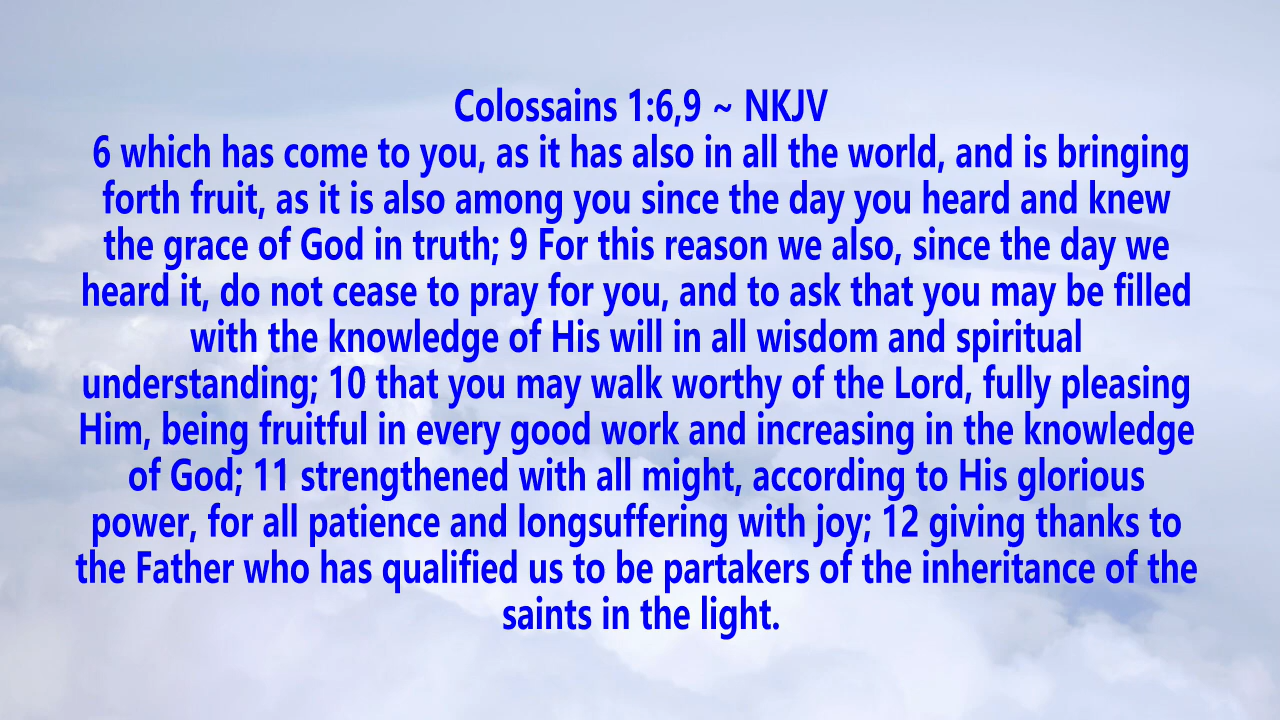 Colossains 1:6,9 ~ NKJV
6 which has come to you, as it has also in all the world, and is bringing
forth fruit, as it is also among you since the day you heard and knew
the grace of God in truth; 9 For this reason we also, since the day we
heard it, do not cease to pray for you, and to ask that you may be filled
with the knowledge of His will in all wisdom and spiritual
understanding; 10 that you may walk worthy of the Lord, fully pleasing
Him, being fruitful in every good work and increasing in the knowledge
of God; 11 strengthened with all might, according to His glorious
power, for all patience and longsuffering with joy; 12 giving thanks to
the Father who has qualified us to be partakers of the inheritance of the
saints in the light.